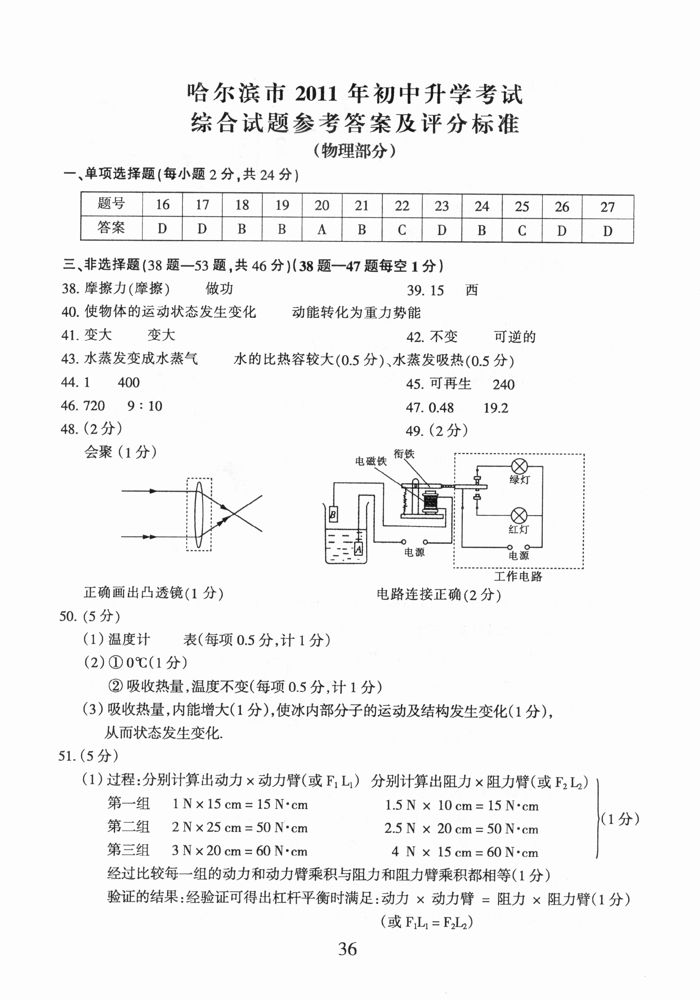 哈尔滨市 2011 年初中升学考试
综合试题参考答案及评分标准
(物理部分)
一、单项选择题(每小题 2 分,共 24 分)
题号 16 17 18 19 20 21 22 23 24 25 26 27
答案 D D B B A B C D B C D D
三、非选择题(38 题—53 题,共 46 分)(38 题—47 题每空 1 分)
38. 摩擦力(摩擦) 做功 39. 15 西
40. 使物体的运动状态发生变化 动能转化为重力势能
41. 变大 变大 42. 不变 可逆的
43. 水蒸发变成水蒸气 水的比热容较大(0.5 分)、水蒸发吸热(0.5 分)
44. 1 400 45. 可再生 240
46. 720 9∶10 47. 0.48 19.2
48. (2 分) 49. (2 分)
会聚 (1 分)
电磁铁 衔铁
绿灯
B
红灯
A
电源 电源
工作电路
正确画出凸透镜(1 分) 电路连接正确(2 分)
50. (5 分)
(1) 温度计 表(每项 0.5 分,计 1 分)
(2) ① 0℃(1 分)
② 吸收热量,温度不变(每项 0.5 分,计 1 分)
(3) 吸收热量,内能增大(1 分),使冰内部分子的运动及结构发生变化(1 分),
从而状态发生变化.
51. (5 分)
(1) 过程:分别计算出动力×动力臂(或 F₁ L₁) 分别计算出阻力×阻力臂(或 F₂ L₂)
第一组 1 N × 15 cm = 15 N·cm 1.5 N × 10 cm = 15 N·cm
第二组 2 N × 25 cm = 50 N·cm 2.5 N × 20 cm = 50 N·cm
(1 分)
第三组 3 N × 20 cm = 60 N·cm 4 N × 15 cm = 60 N·cm
经过比较每一组的动力和动力臂乘积与阻力和阻力臂乘积都相等(1 分)
验证的结果:经验证可得出杠杆平衡时满足:动力 × 动力臂 = 阻力 × 阻力臂(1 分)
(或 F₁L₁ = F₂L₂)
36